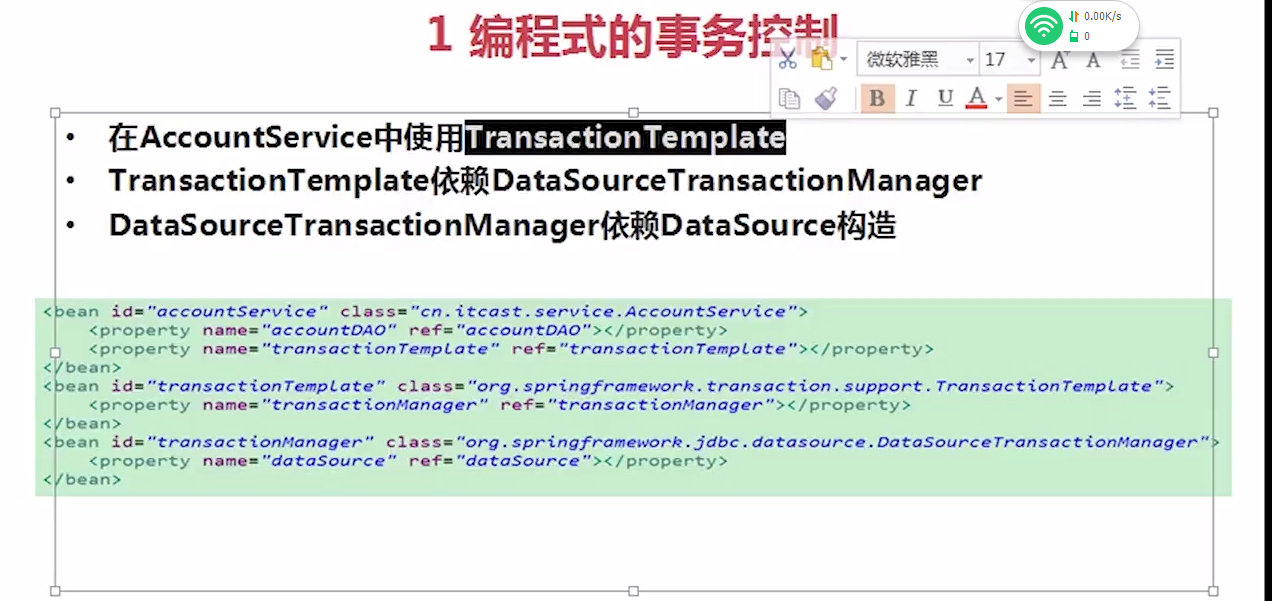 1 编程式的事务控制
0.00K/s
0
微软雅黑 17 A A
B I U A
• 在AccountService中使用TransactionTemplate
• TransactionTemplate依赖DataSourceTransactionManager
• DataSourceTransactionManager依赖DataSource构造
<bean id="accountService" class="cn.itcast.service.AccountService">
<property name="accountDAO" ref="accountDAO"></property>
<property name="transactionTemplate" ref="transactionTemplate"></property>
</bean>
<bean id="transactionTemplate" class="org.springframework.transaction.support.TransactionTemplate">
<property name="transactionManager" ref="transactionManager"></property>
</bean>
<bean id="transactionManager" class="org.springframework.jdbc.datasource.DataSourceTransactionManager">
<property name="dataSource" ref="dataSource"></property>
</bean>